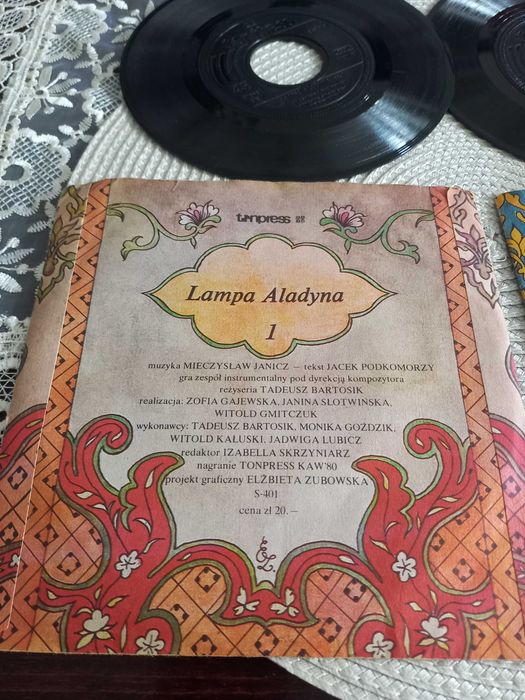 tonpress
Lampa Aladyna
1
muzyka MIECZYSŁAW JANICZ — tekst JACEK PODKOMORZY
gra zespół instrumentalny pod dyrekcją kompozytora
reżyseria TADEUSZ BARTOSIK
realizacja: ZOFIA GAJEWSKA, JANINA SŁOTWIŃSKA,
WITOLD GMITCZUK
wykonawcy: TADEUSZ BARTOSIK, MONIKA GOŹDZIK,
WITOLD KAŁUSKI, JADWIGA LUBICZ
redaktor IZABELLA SKRZYNIARZ
nagranie TONPRESS KAW'80
projekt graficzny ELŻBIETA ZUBOWSKA
S-401
cena zł 20.—